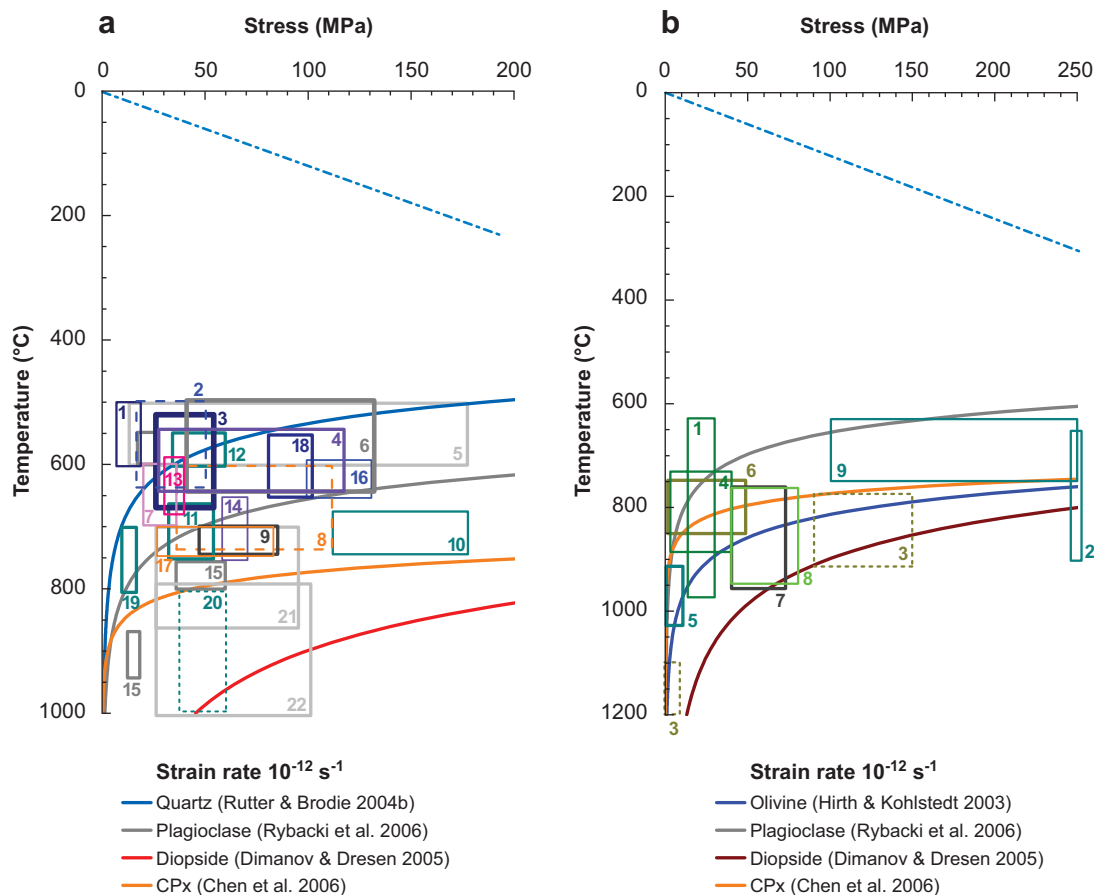 a
Stress (MPa)
0 50 100 150 200
Temperature (°C)
0
200
400
600
800
1000
1
2
3
4
5
6
7
8
9
10
11
12
13
14
15
15
16
17
18
19
20
21
22
Strain rate 10⁻¹² s⁻¹
Quartz (Rutter & Brodie 2004b)
Plagioclase (Rybacki et al. 2006)
Diopside (Dimanov & Dresen 2005)
CPx (Chen et al. 2006)
b
Stress (MPa)
0 50 100 150 200 250
Temperature (°C)
0
200
400
600
800
1000
1200
1
2
3
3
4
5
6
7
8
9
Strain rate 10⁻¹² s⁻¹
Olivine (Hirth & Kohlstedt 2003)
Plagioclase (Rybacki et al. 2006)
Diopside (Dimanov & Dresen 2005)
CPx (Chen et al. 2006)